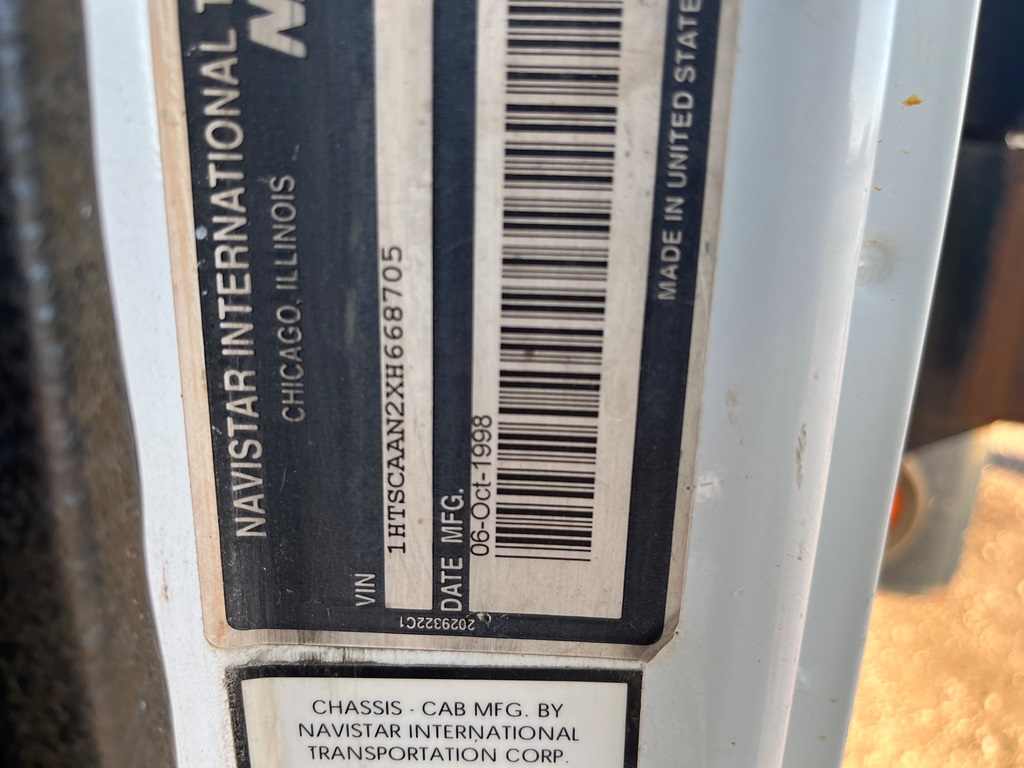 NAVISTAR INTERNATIONAL
CHICAGO, ILLINOIS
VIN
1HTSCAAN2XH668705
DATE MFG.
06-Oct-1998
MADE IN UNITED STATE
2029322C1
CHASSIS - CAB MFG. BY
NAVISTAR INTERNATIONAL
TRANSPORTATION CORP.